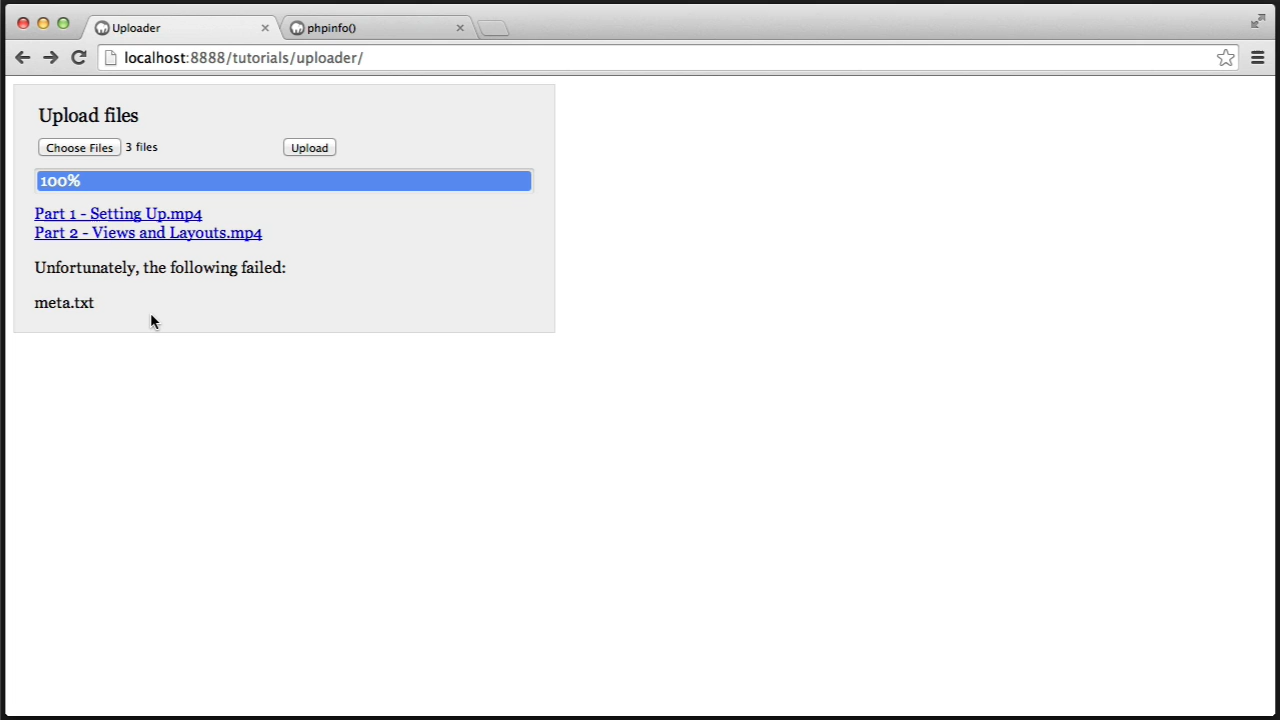 Uploader
phpinfo()
localhost:8888/tutorials/uploader/
Upload files
Choose Files 3 files Upload
100%
Part 1 - Setting Up.mp4
Part 2 - Views and Layouts.mp4
Unfortunately, the following failed:
meta.txt